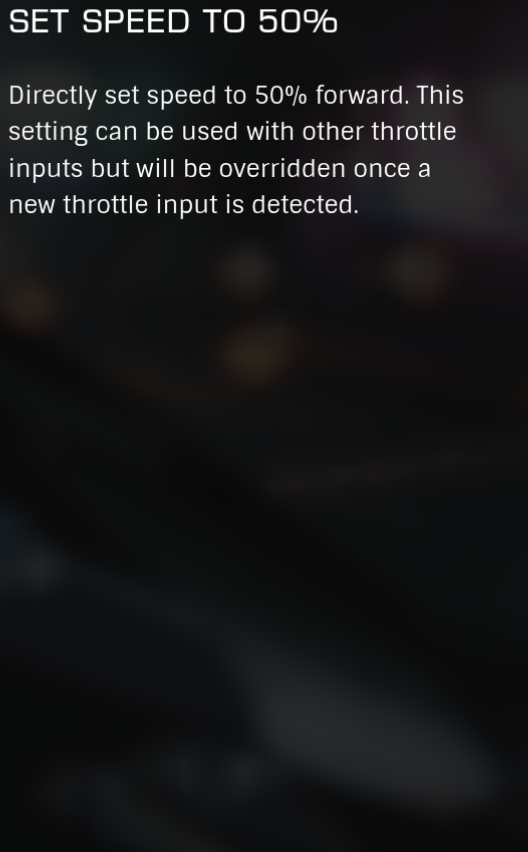 SET SPEED TO 50%
Directly set speed to 50% forward. This
setting can be used with other throttle
inputs but will be overridden once a
new throttle input is detected.